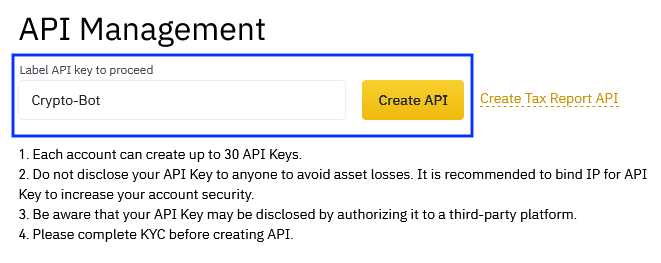 API Management
Label API key to proceed
Crypto-Bot
Create API
Create Tax Report API
1. Each account can create up to 30 API Keys.
2. Do not disclose your API Key to anyone to avoid asset losses. It is recommended to bind IP for API
Key to increase your account security.
3. Be aware that your API Key may be disclosed by authorizing it to a third-party platform.
4. Please complete KYC before creating API.